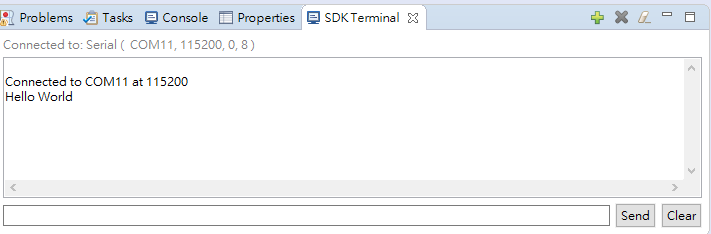 Problems Tasks Console Properties SDK Terminal
Connected to: Serial ( COM11, 115200, 0, 8 )
Connected to COM11 at 115200
Hello World
Send Clear